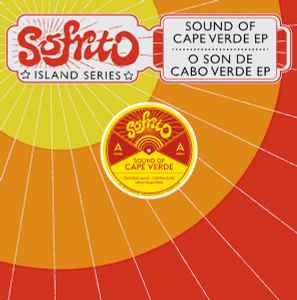 Sofrito
ISLAND SERIES
SOUND OF
CAPE VERDE EP
O SON DE
CABO VERDE EP
Sofrito
SOUND OF
CAPE VERDE